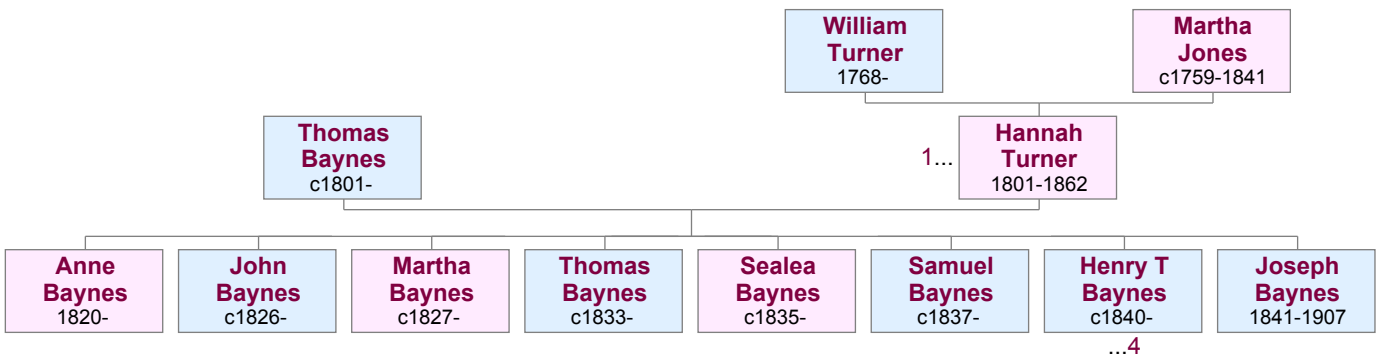 William
Turner
1768-
Martha
Jones
c1759-1841
Thomas
Baynes
c1801-
1...
Hannah
Turner
1801-1862
Anne
Baynes
1820-
John
Baynes
c1826-
Martha
Baynes
c1827-
Thomas
Baynes
c1833-
Sealea
Baynes
c1835-
Samuel
Baynes
c1837-
Henry T
Baynes
c1840-
...4
Joseph
Baynes
1841-1907